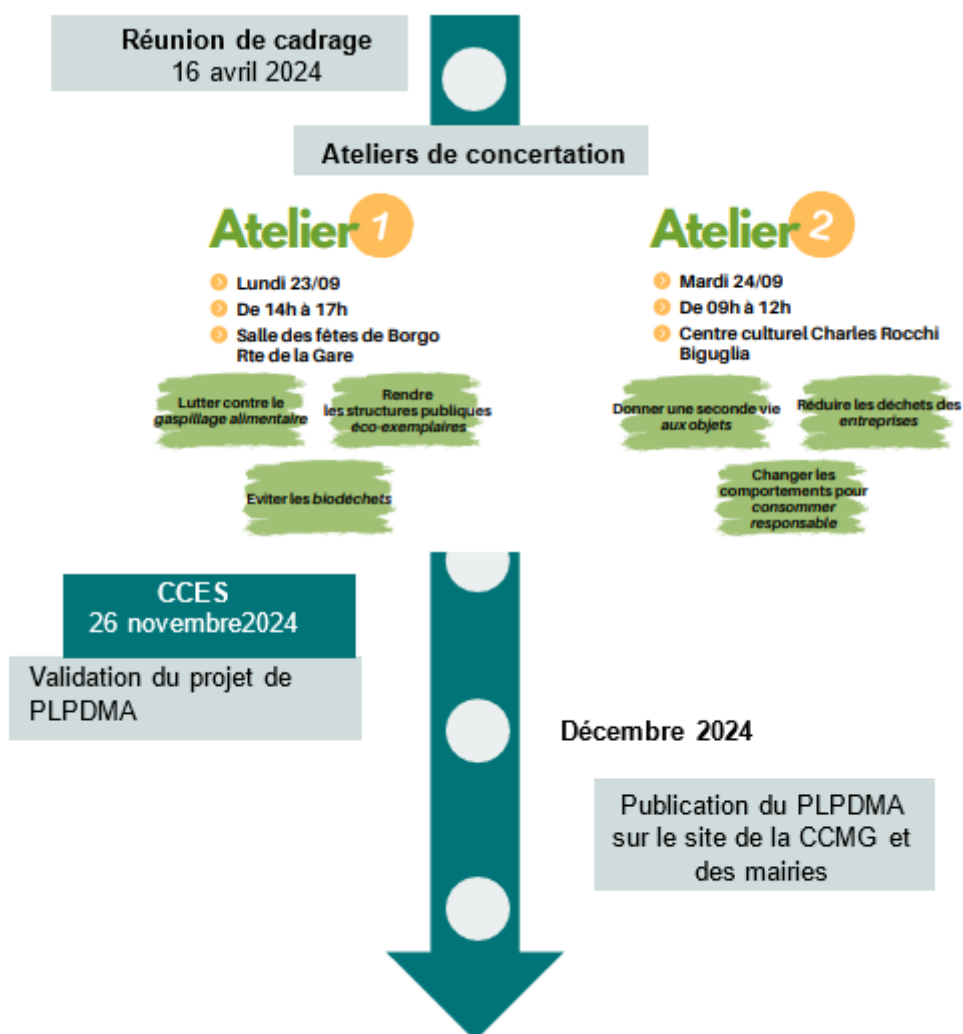 Réunion de cadrage
16 avril 2024
Ateliers de concertation
Atelier 1
Lundi 23/09
De 14h à 17h
Salle des fêtes de Borgo
Rte de la Gare
Lutter contre le
gaspillage alimentaire
Rendre
les structures publiques
éco-exemplaires
Eviter les biodéchets
Atelier 2
Mardi 24/09
De 09h à 12h
Centre culturel Charles Rocchi
Biguglia
Donner une seconde vie
aux objets
Réduire les déchets des
entreprises
Changer les
comportements pour
consommer
responsable
CCES
26 novembre2024
Validation du projet de
PLPDMA
Décembre 2024
Publication du PLPDMA
sur le site de la CCMG et
des mairies